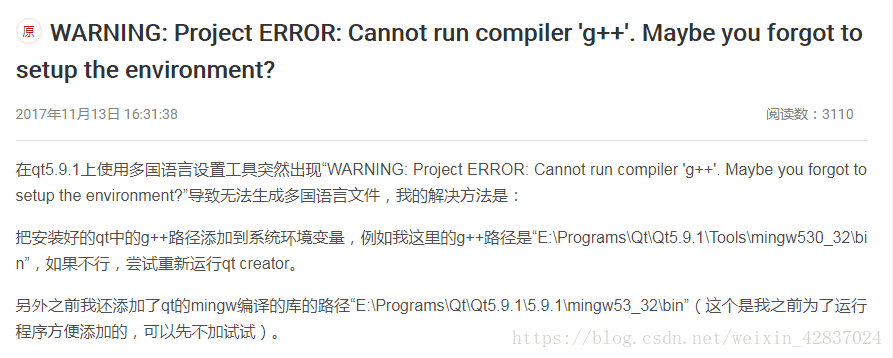 原 WARNING: Project ERROR: Cannot run compiler 'g++'. Maybe you forgot to
setup the environment?
2017年11月13日 16:31:38 阅读数：3110
在qt5.9.1上使用多国语言设置工具突然出现“WARNING: Project ERROR: Cannot run compiler 'g++'. Maybe you forgot to
setup the environment?”导致无法生成多国语言文件，我的解决方法是：
把安装好的qt中的g++路径添加到系统环境变量，例如我这里的g++路径是“E:\Programs\Qt\Qt5.9.1\Tools\mingw530_32\bi
n”，如果不行，尝试重新运行qt creator。
另外之前我还添加了qt的mingw编译的库的路径“E:\Programs\Qt\Qt5.9.1\5.9.1\mingw53_32\bin”（这个是我之前为了运行
程序方便添加的，可以先不加试试）。
https://blog.csdn.net/weixin_42837024